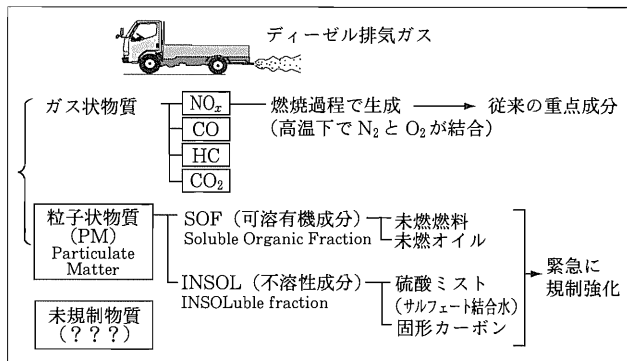 ディーゼル排気ガス
ガス状物質
NOx
燃焼過程で生成
従来の重点成分
(高温下でN2とO2が結合)
CO
HC
CO2
粒子状物質
(PM)
Particulate
Matter
SOF(可溶有機成分)
Soluble Organic Fraction
未燃燃料
未燃オイル
INSOL(不溶性成分)
INSOLuble fraction
硫酸ミスト
(サルフェート結合水)
固形カーボン
緊急に
規制強化
未規制物質
(???)